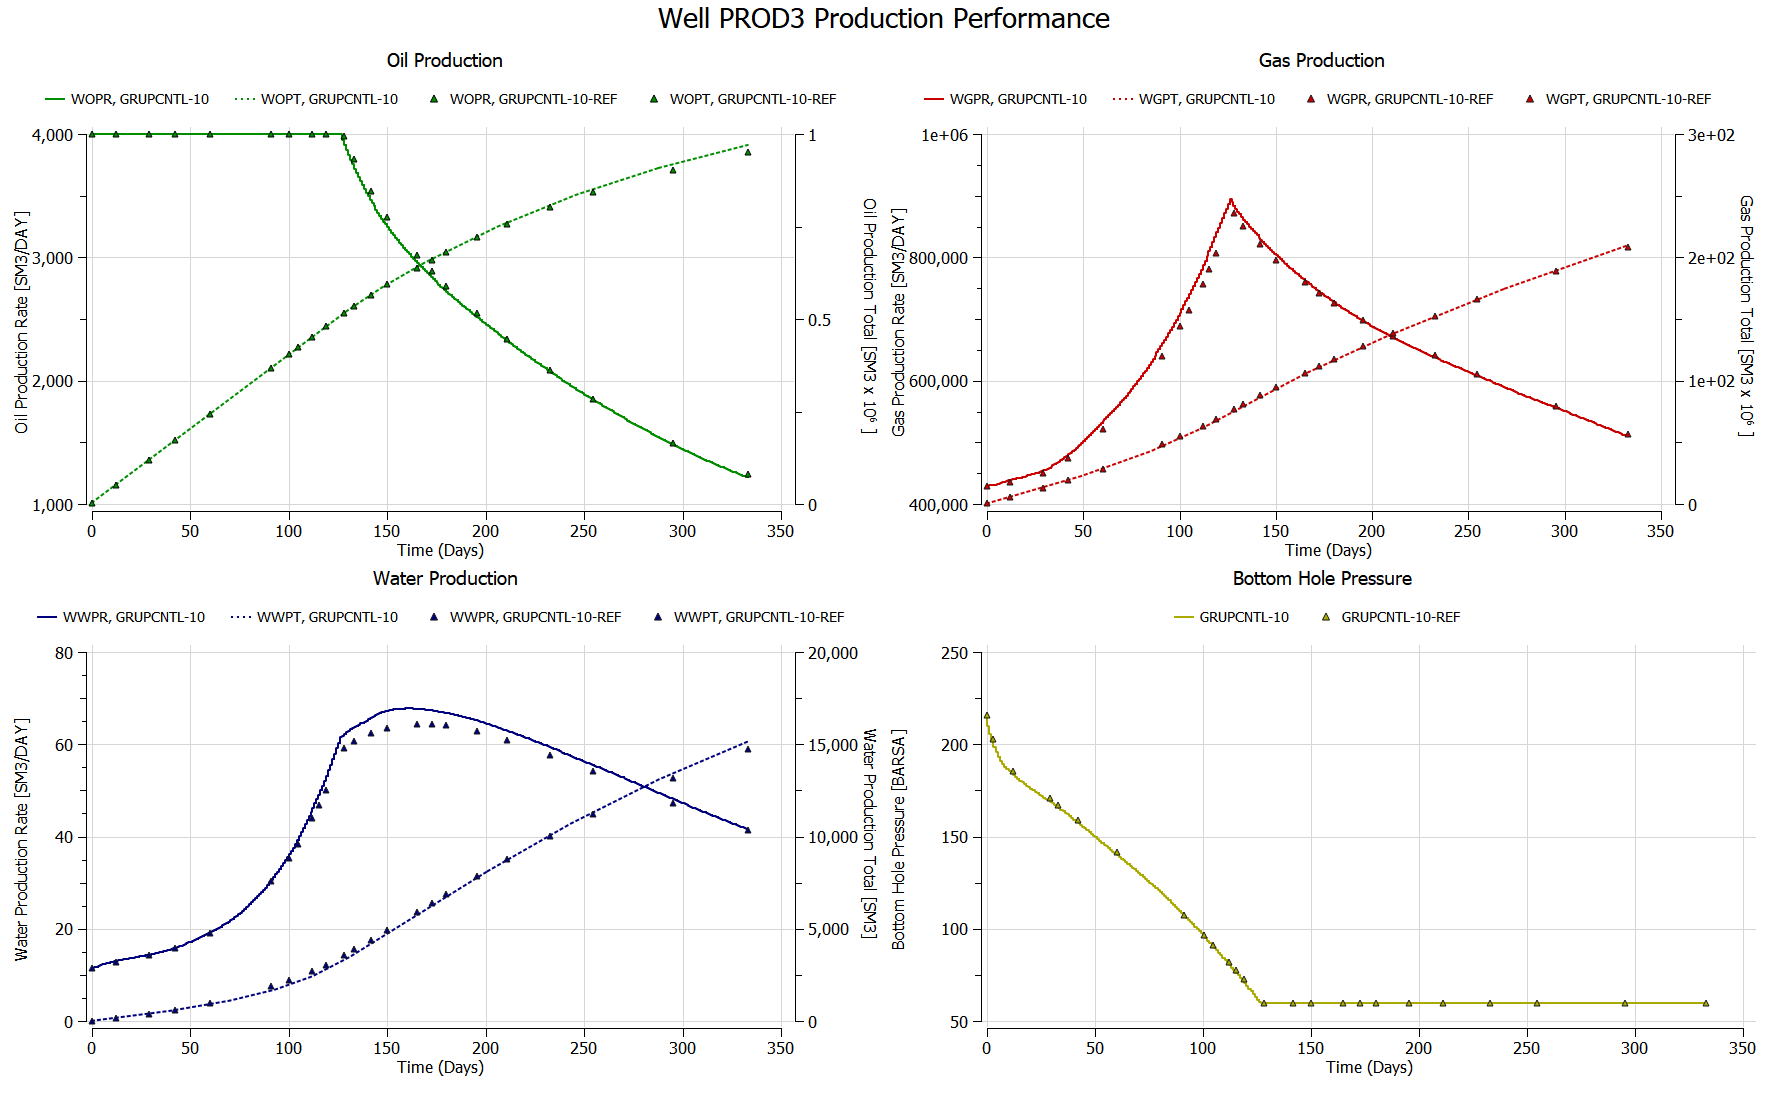 Well PROD3 Production Performance
Oil Production
WOPR, GRUPCNTL-10 WOPT, GRUPCNTL-10 WOPR, GRUPCNTL-10-REF WOPT, GRUPCNTL-10-REF
4,000
3,000
2,000
1,000
Oil Production Rate [SM3/DAY]
1
0.5
0
Oil Production Total [SM3 x 10⁶ ]
0 50 100 150 200 250 300 350
Time (Days)
Gas Production
WGPR, GRUPCNTL-10 WGPT, GRUPCNTL-10 WGPR, GRUPCNTL-10-REF WGPT, GRUPCNTL-10-REF
1e+06
800,000
600,000
400,000
Gas Production Rate [SM3/DAY]
3e+02
2e+02
1e+02
0
Gas Production Total [SM3 x 10⁶ ]
0 50 100 150 200 250 300 350
Time (Days)
Water Production
WWPR, GRUPCNTL-10 WWPT, GRUPCNTL-10 WWPR, GRUPCNTL-10-REF WWPT, GRUPCNTL-10-REF
80
60
40
20
0
Water Production Rate [SM3/DAY]
20,000
15,000
10,000
5,000
0
Water Production Total [SM3]
0 50 100 150 200 250 300 350
Time (Days)
Bottom Hole Pressure
GRUPCNTL-10 GRUPCNTL-10-REF
250
200
150
100
50
Bottom Hole Pressure [BARSA]
0 50 100 150 200 250 300 350
Time (Days)